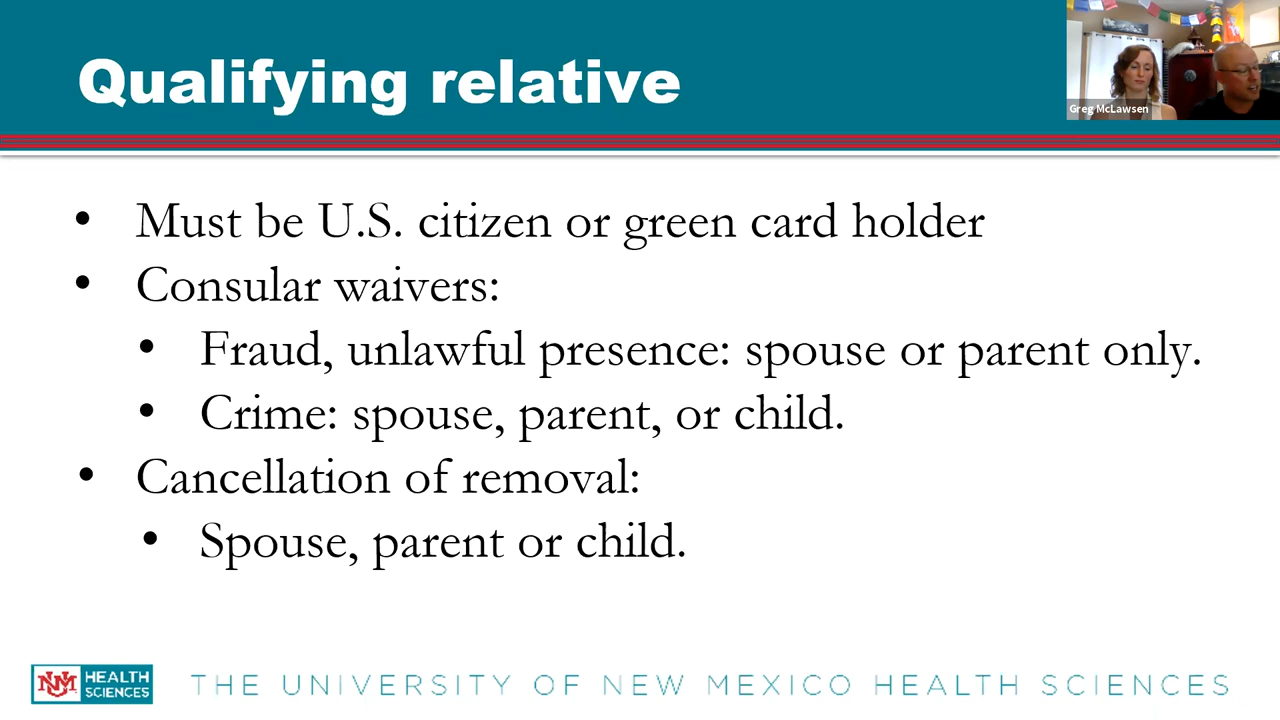 Qualifying relative
Greg McLawsen
• Must be U.S. citizen or green card holder
• Consular waivers:
• Fraud, unlawful presence: spouse or parent only.
• Crime: spouse, parent, or child.
• Cancellation of removal:
• Spouse, parent or child.
UNM HEALTH
SCIENCES
THE UNIVERSITY OF NEW MEXICO HEALTH SCIENCES